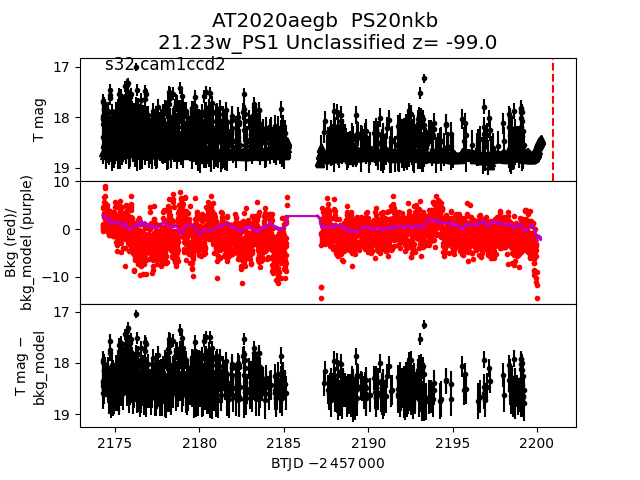 AT2020aegb  PS20nkb
21.23w_PS1 Unclassified z= -99.0
s32 cam1ccd2
17
18
19
T mag
10
0
−10
Bkg (red)/
bkg_model (purple)
17
18
19
T mag −
bkg_model
2175 2180 2185 2190 2195 2200
BTJD −2 457 000